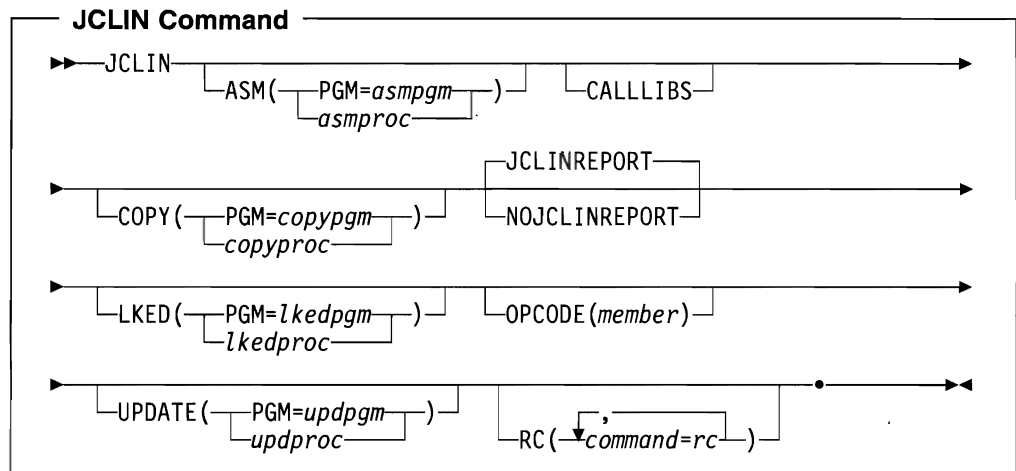 JCLIN Command
JCLIN
ASM( PGM=asmpgm )
asmproc
CALLLIBS
COPY( PGM=copypgm )
copyproc
JCLINREPORT
NOJCLINREPORT
LKED( PGM=lkedpgm )
lkedproc
OPCODE(member)
UPDATE( PGM=updpgm )
updproc
,
RC( command=rc )